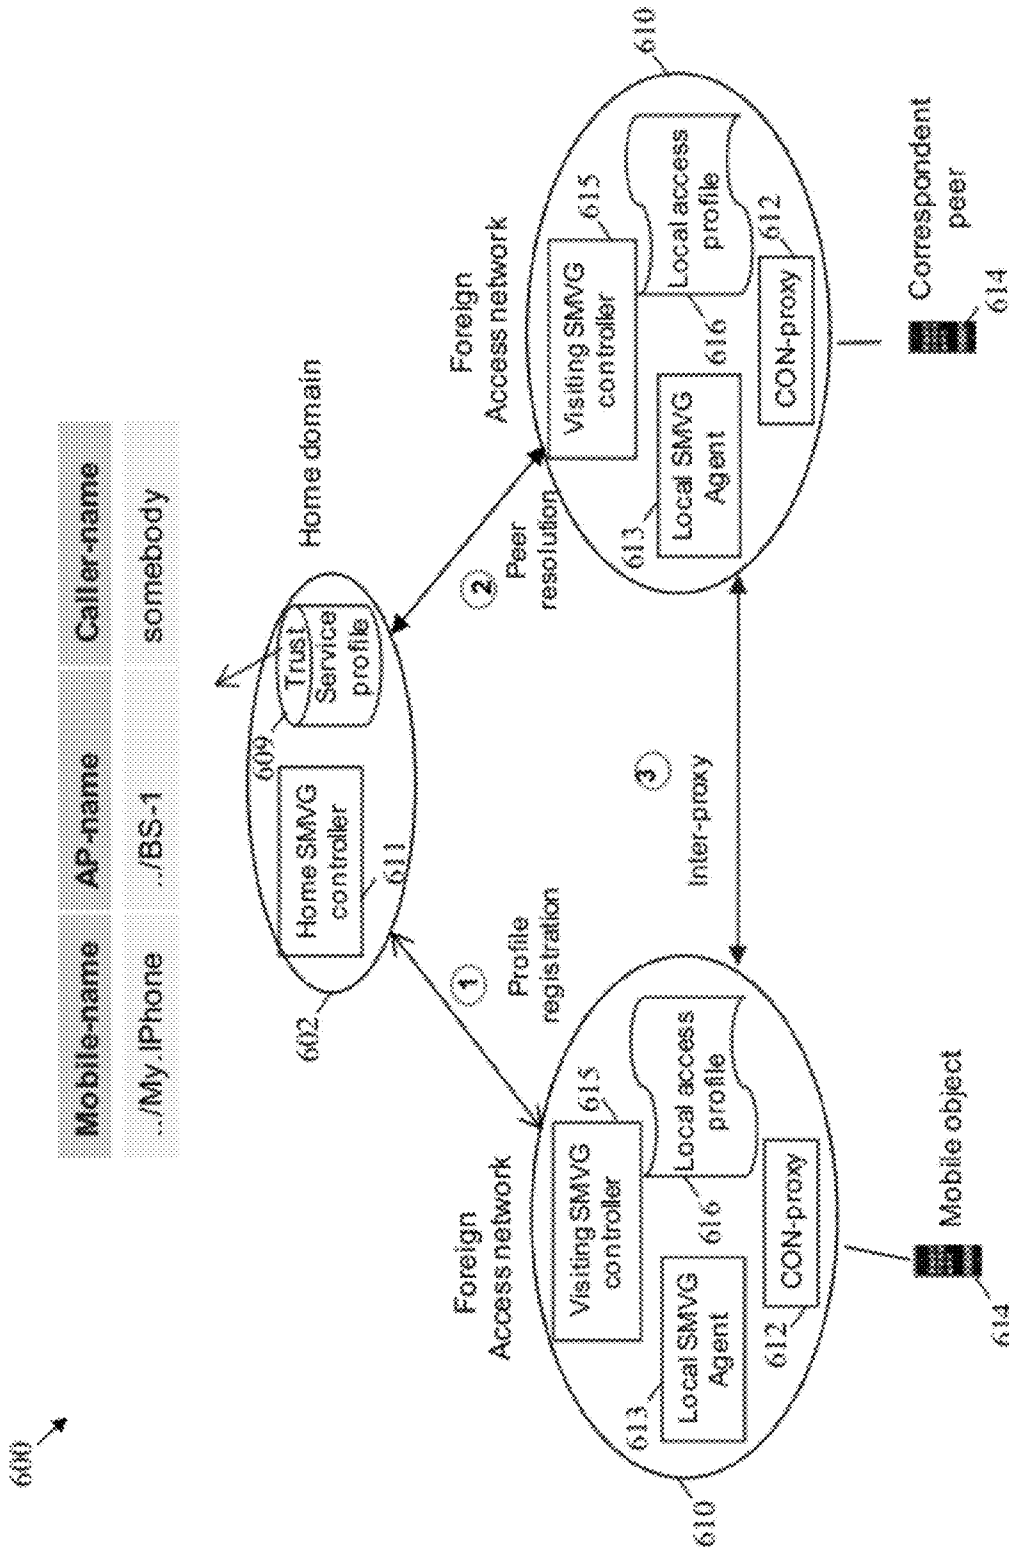 600
Mobile-name AP-name Caller-name
.../My.IPhone ../BS-1 somebody
Home domain
602
609
Home SMVG
controller
611
Trust
Service
profile
1
Profile
registration
2
Peer
resolution
Foreign
Access network
610
Visiting SMVG
controller
615
613
Local SMVG
Agent
616
Local access
profile
612
CON-proxy
Mobile object
614
3
Inter-proxy
Foreign
Access network
610
Visiting SMVG
controller
615
613
Local SMVG
Agent
616
Local access
profile
CON-proxy
612
Correspondent
peer
614